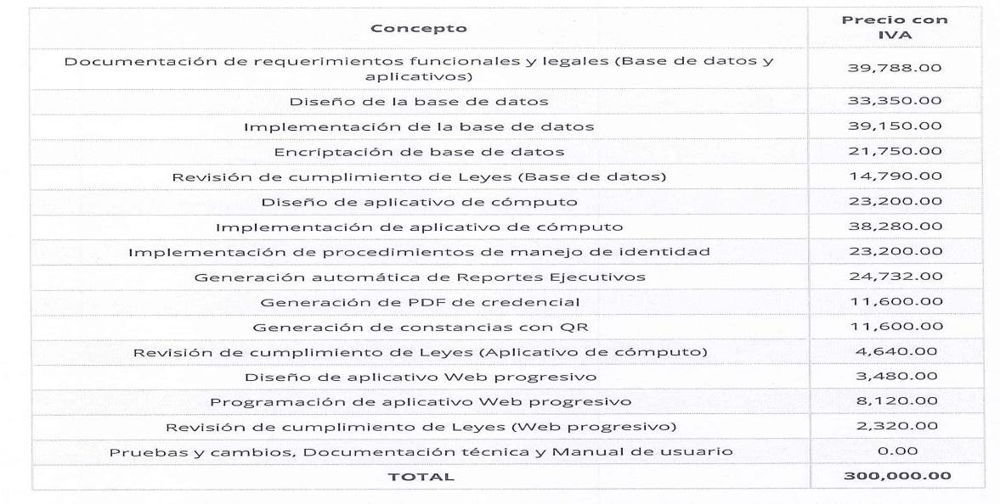 Concepto Precio con
IVA
Documentación de requerimientos funcionales y legales (Base de datos y
aplicativos) 39,788.00
Diseño de la base de datos 33,350.00
Implementación de la base de datos 39,150.00
Encriptación de base de datos 21,750.00
Revisión de cumplimiento de Leyes (Base de datos) 14,790.00
Diseño de aplicativo de cómputo 23,200.00
Implementación de aplicativo de cómputo 38,280.00
Implementación de procedimientos de manejo de identidad 23,200.00
Generación automática de Reportes Ejecutivos 24,732.00
Generación de PDF de credencial 11,600.00
Generación de constancias con QR 11,600.00
Revisión de cumplimiento de Leyes (Aplicativo de cómputo) 4,640.00
Diseño de aplicativo Web progresivo 3,480.00
Programación de aplicativo Web progresivo 8,120.00
Revisión de cumplimiento de Leyes (Web progresivo) 2,320.00
Pruebas y cambios, Documentación técnica y Manual de usuario 0.00
TOTAL 300,000.00